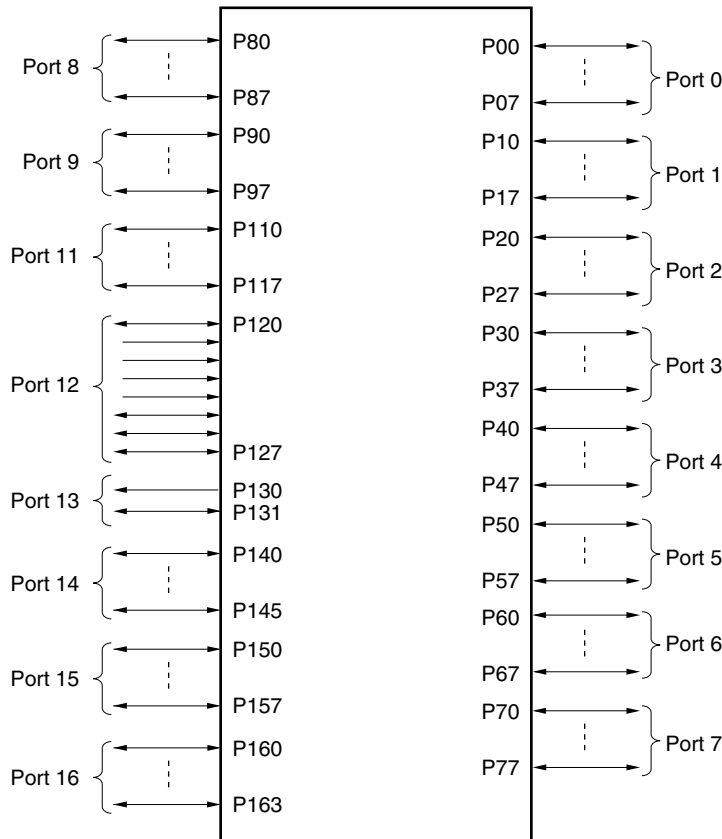 Port 8
P80
P87
Port 9
P90
P97
Port 11
P110
P117
Port 12
P120
P127
Port 13
P130
P131
Port 14
P140
P145
Port 15
P150
P157
Port 16
P160
P163
P00
P07
Port 0
P10
P17
Port 1
P20
P27
Port 2
P30
P37
Port 3
P40
P47
Port 4
P50
P57
Port 5
P60
P67
Port 6
P70
P77
Port 7